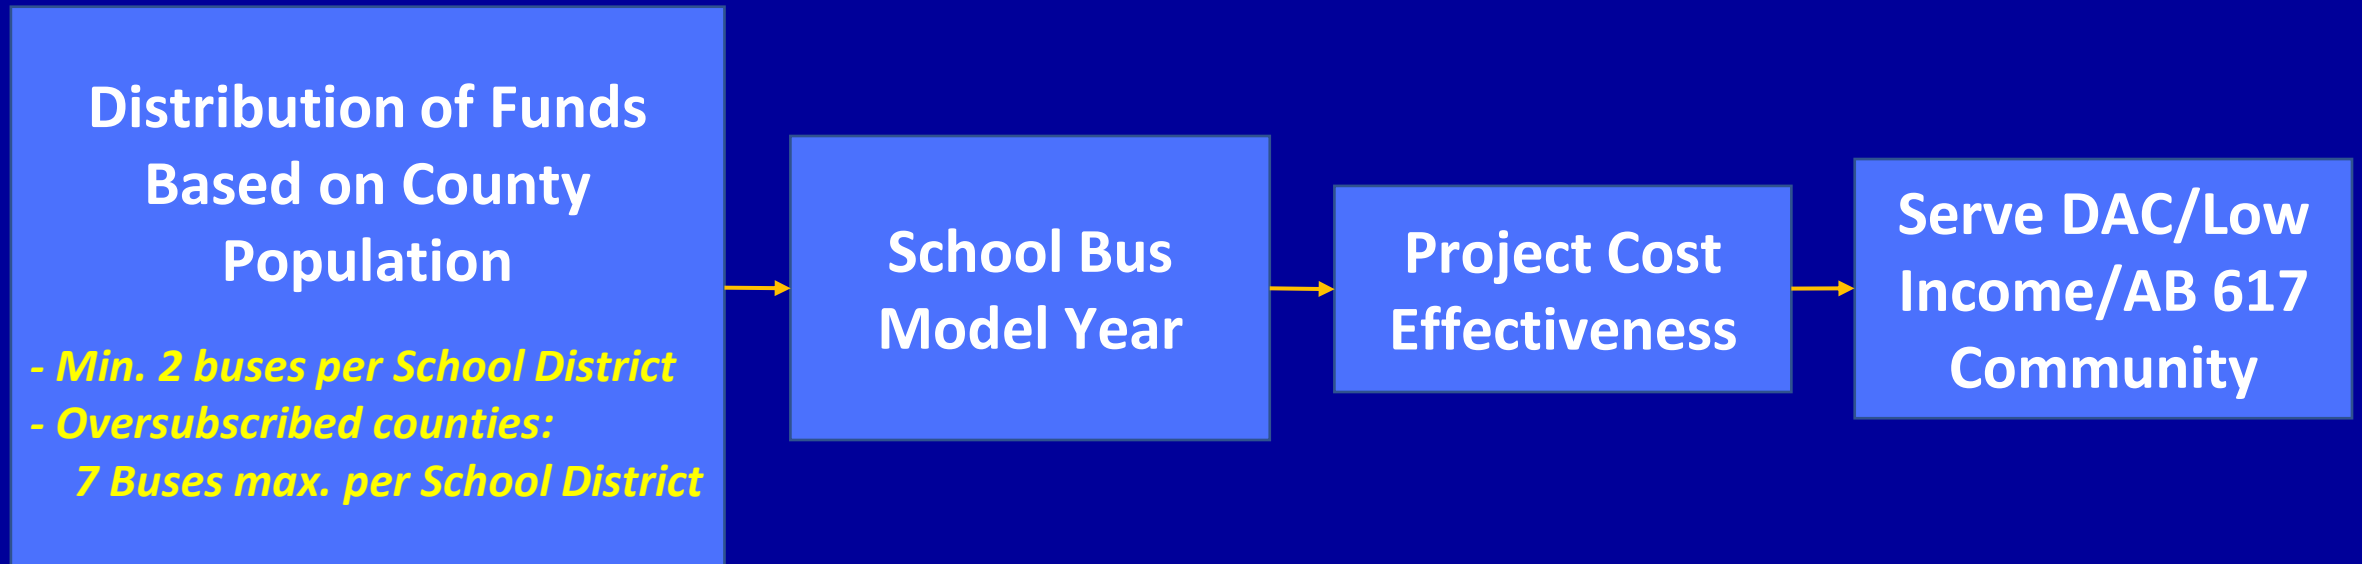 Distribution of Funds
Based on County
Population
- Min. 2 buses per School District
- Oversubscribed counties:
7 Buses max. per School District
School Bus
Model Year
Project Cost
Effectiveness
Serve DAC/Low
Income/AB 617
Community